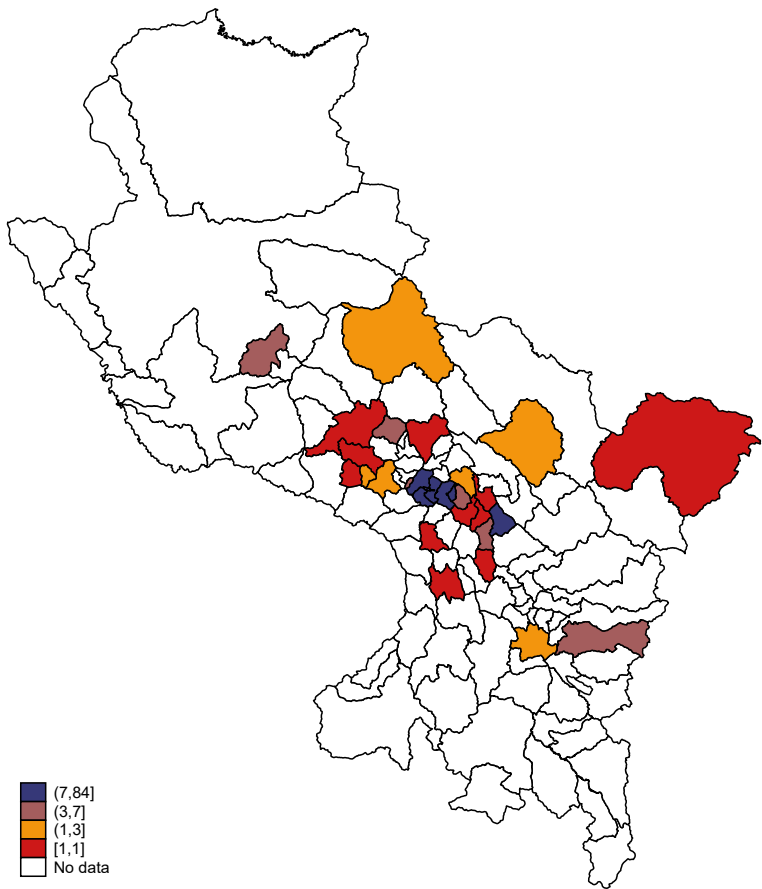 (7,84]
(3,7]
(1,3]
[1,1]
No data